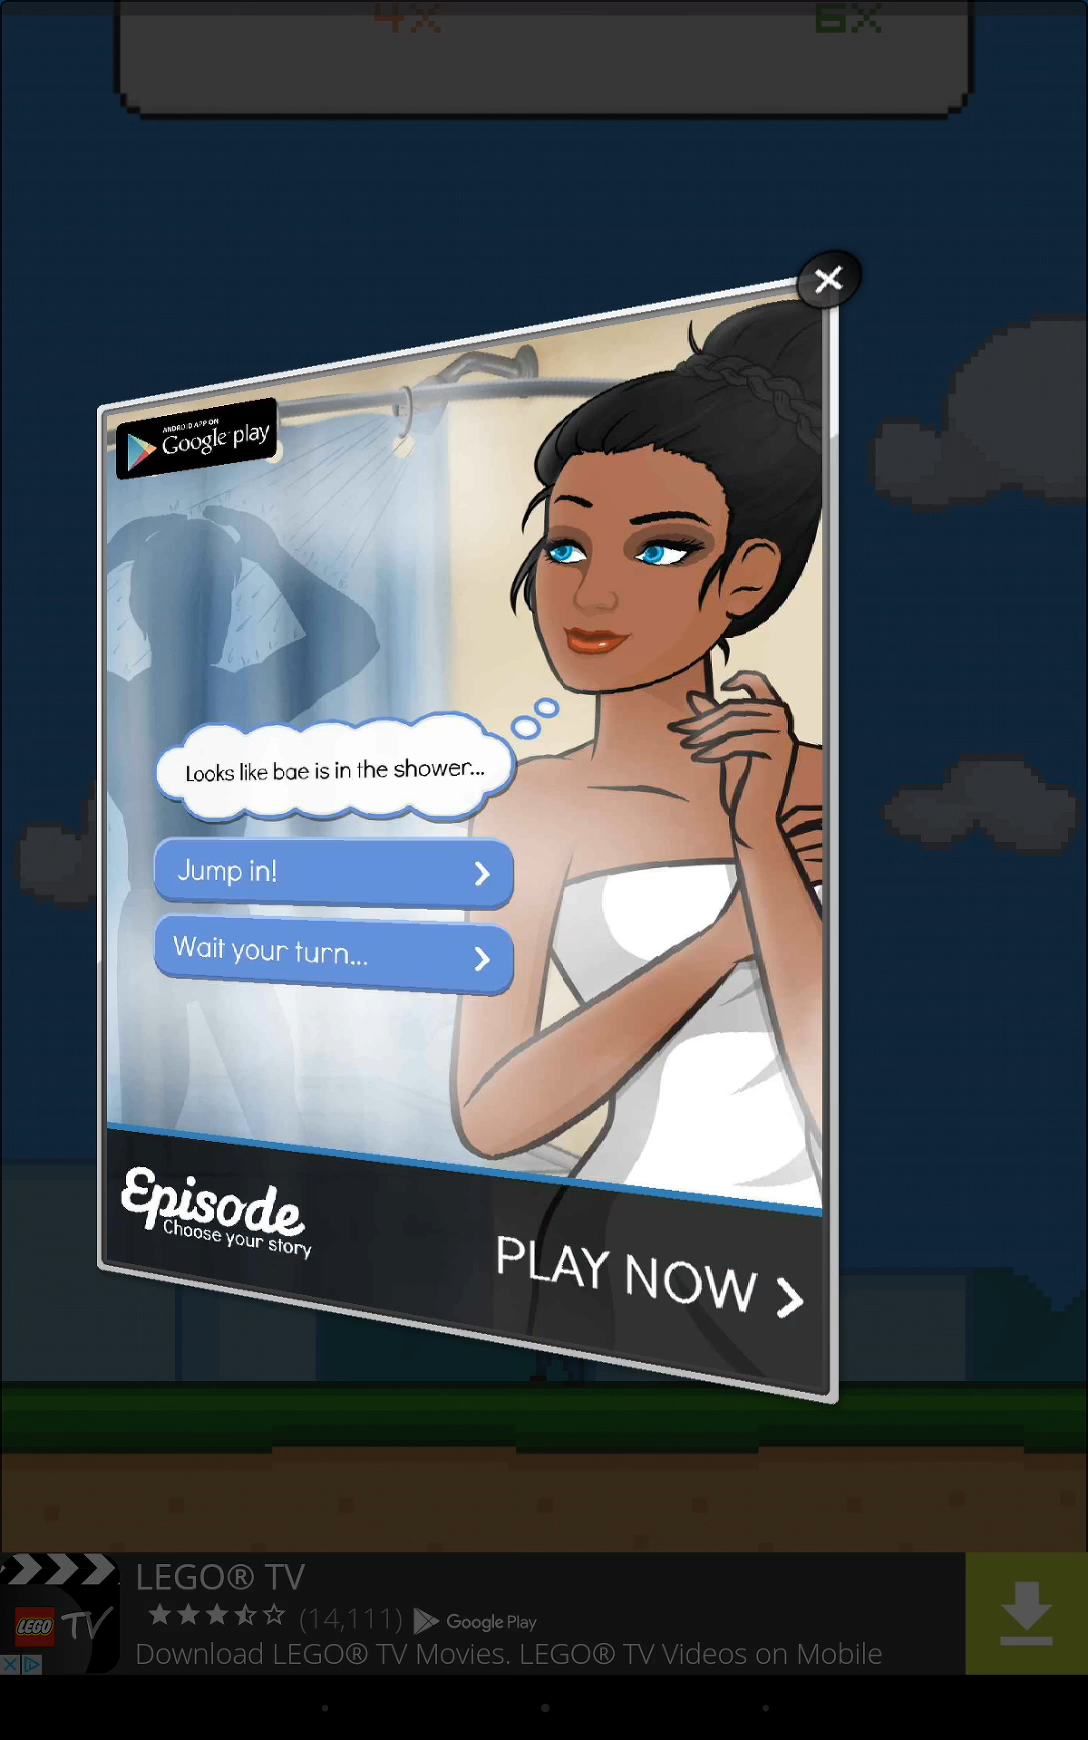 4X 6X
ANDROID APP ON
Google play
Looks like bae is in the shower...
Jump in!
Wait your turn...
Episode
Choose your story
PLAY NOW
LEGO® TV
LEGO TV
(14,111) Google Play
Download LEGO® TV Movies. LEGO® TV Videos on Mobile